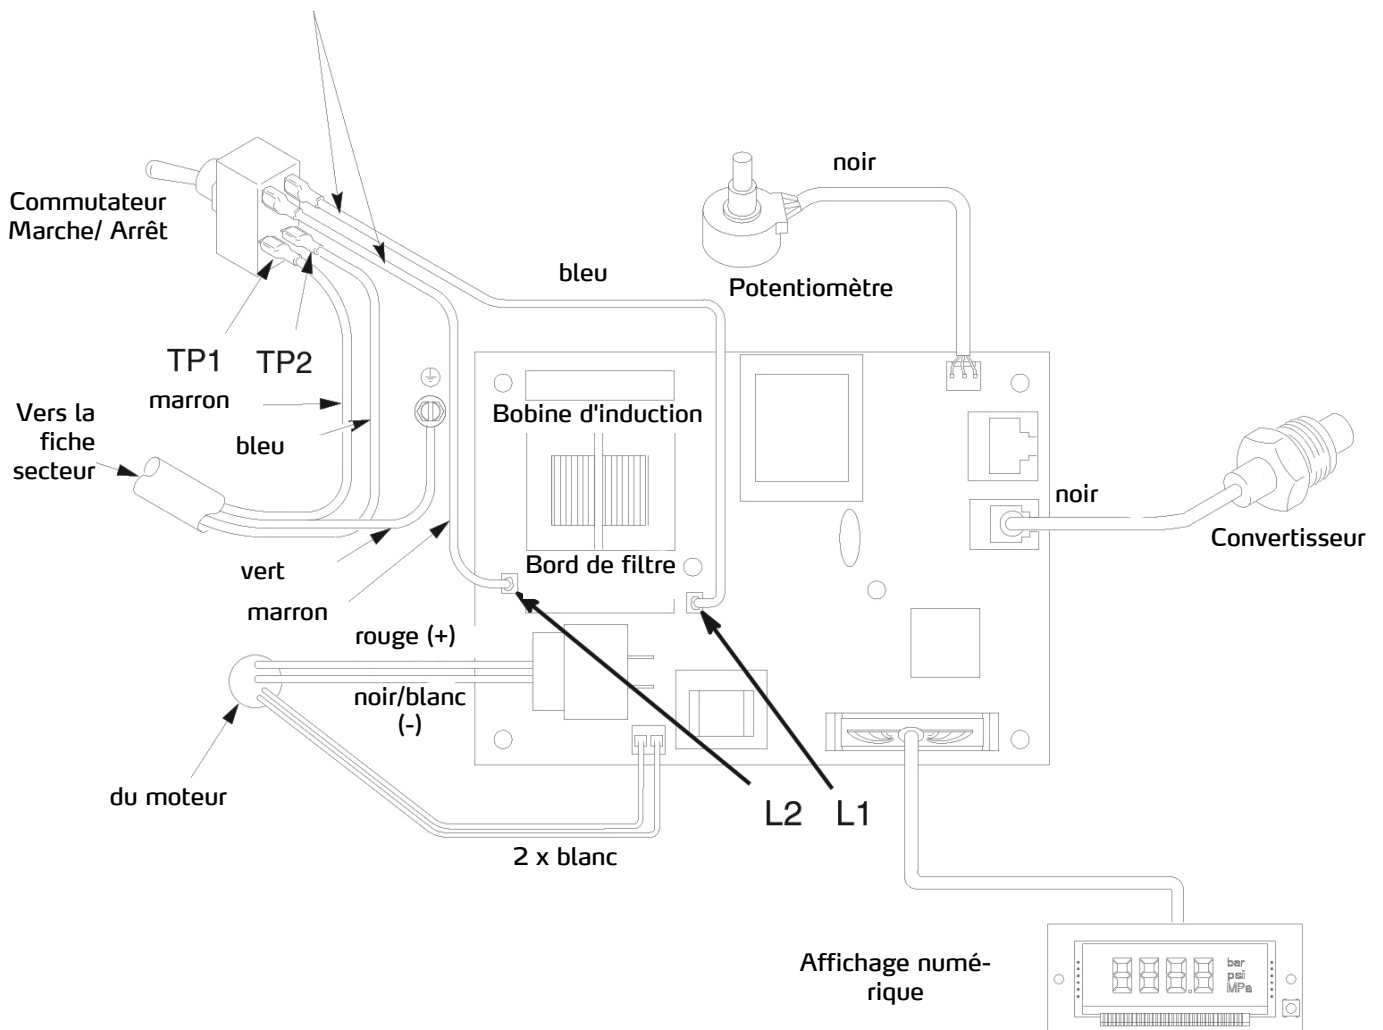 noir
Commutateur
Marche/ Arrêt
bleu
Potentiomètre
TP1
TP2
marron
Bobine d'induction
Vers la
fiche
secteur
bleu
noir
Convertisseur
Bord de filtre
vert
marron
rouge (+)
noir/blanc
(-)
du moteur
L2
L1
2 x blanc
Affichage numé-
rique
8888
bar
psi
MPa